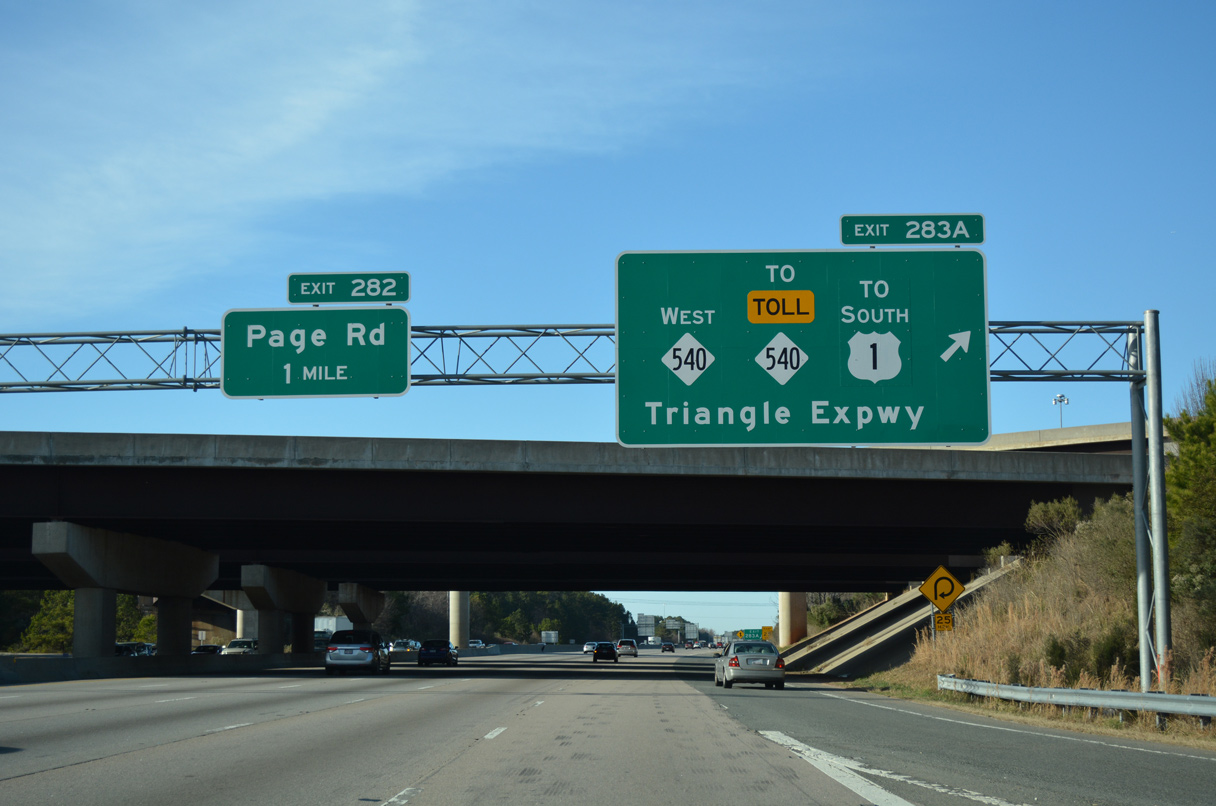 EXIT 282
Page Rd
1 MILE
EXIT 283A
TO
TOLL
TO
WEST
SOUTH
540
540
1
Triangle Expwy
25
283A